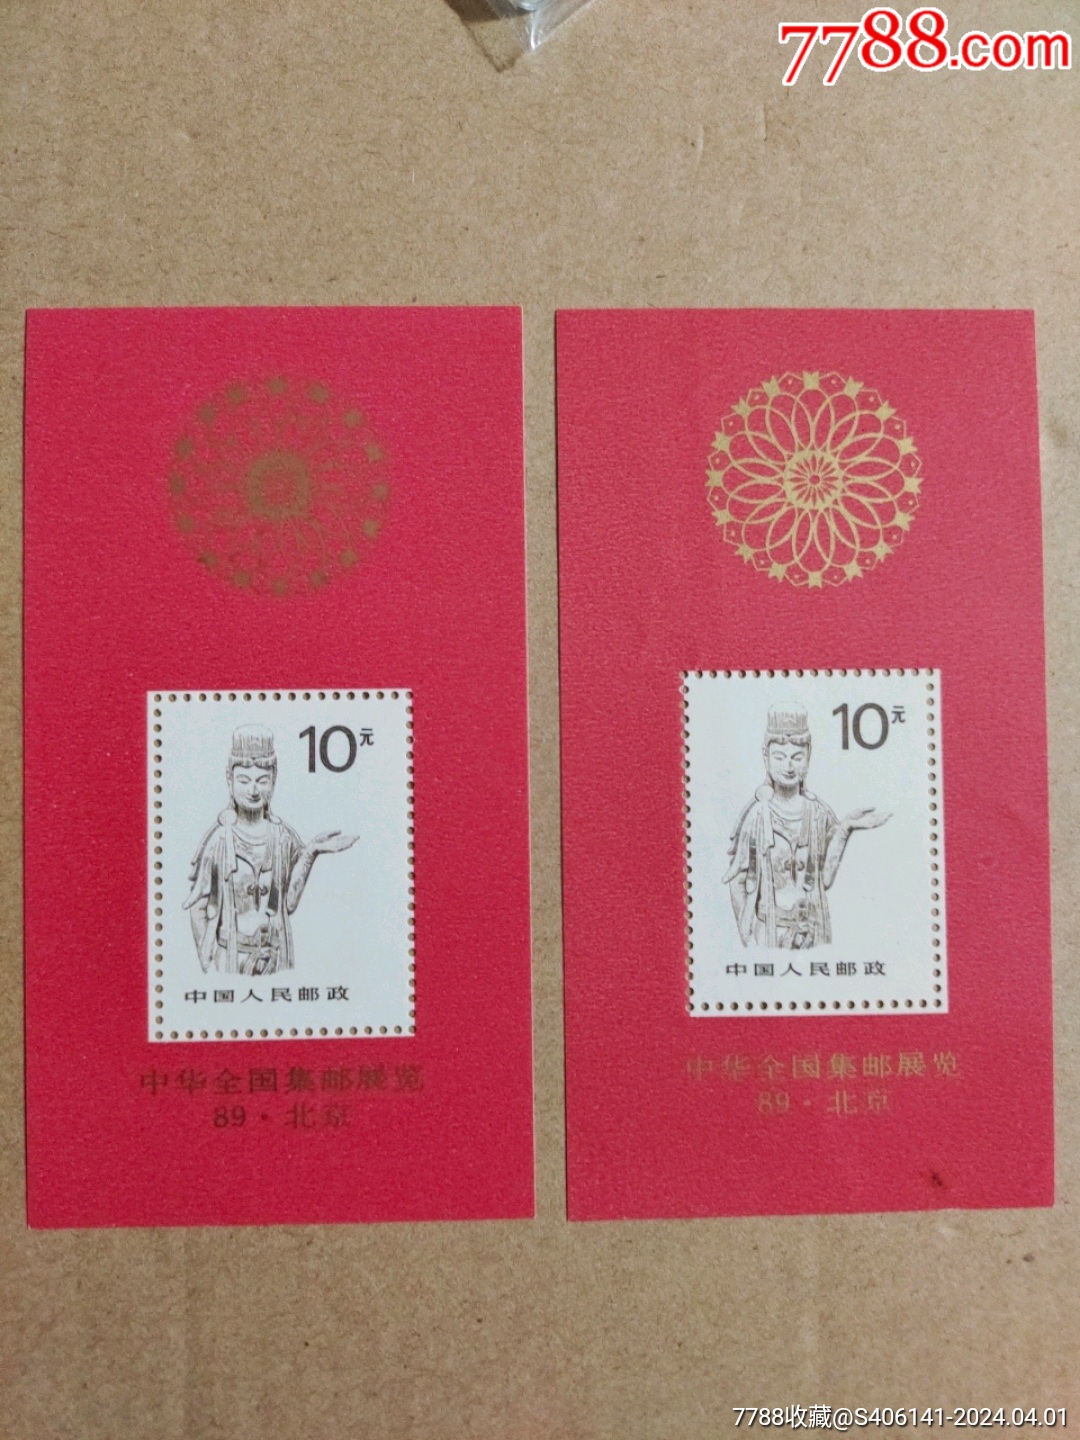 7788.com
10元
中国人民邮政
中华全国集邮展览
89·北京
10元
中国人民邮政
中华全国集邮展览
89·北京
7788收藏@S406141-2024.04.01